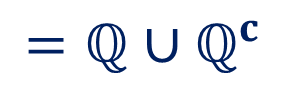 = ℚ ∪ ℚᶜ